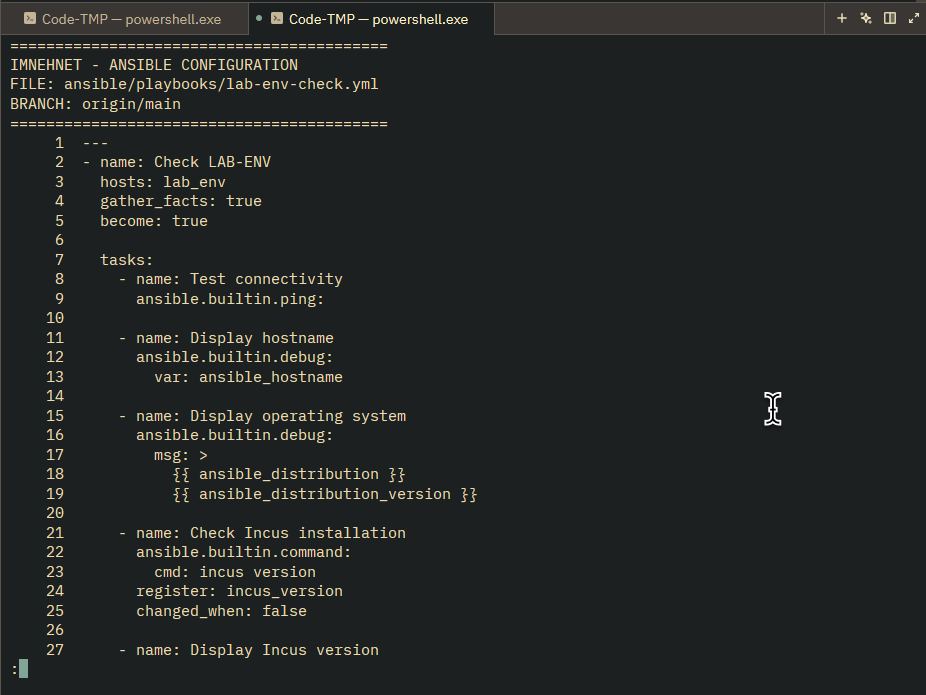 Code-TMP — powershell.exe
Code-TMP — powershell.exe
==========================================
IMNEHNET - ANSIBLE CONFIGURATION
FILE: ansible/playbooks/lab-env-check.yml
BRANCH: origin/main
==========================================
1  ---
2  - name: Check LAB-ENV
3    hosts: lab_env
4    gather_facts: true
5    become: true
6
7    tasks:
8      - name: Test connectivity
9        ansible.builtin.ping:
10
11      - name: Display hostname
12        ansible.builtin.debug:
13          var: ansible_hostname
14
15      - name: Display operating system
16        ansible.builtin.debug:
17          msg: >
18            {{ ansible_distribution }}
19            {{ ansible_distribution_version }}
20
21      - name: Check Incus installation
22        ansible.builtin.command:
23          cmd: incus version
24        register: incus_version
25        changed_when: false
26
27      - name: Display Incus version
: